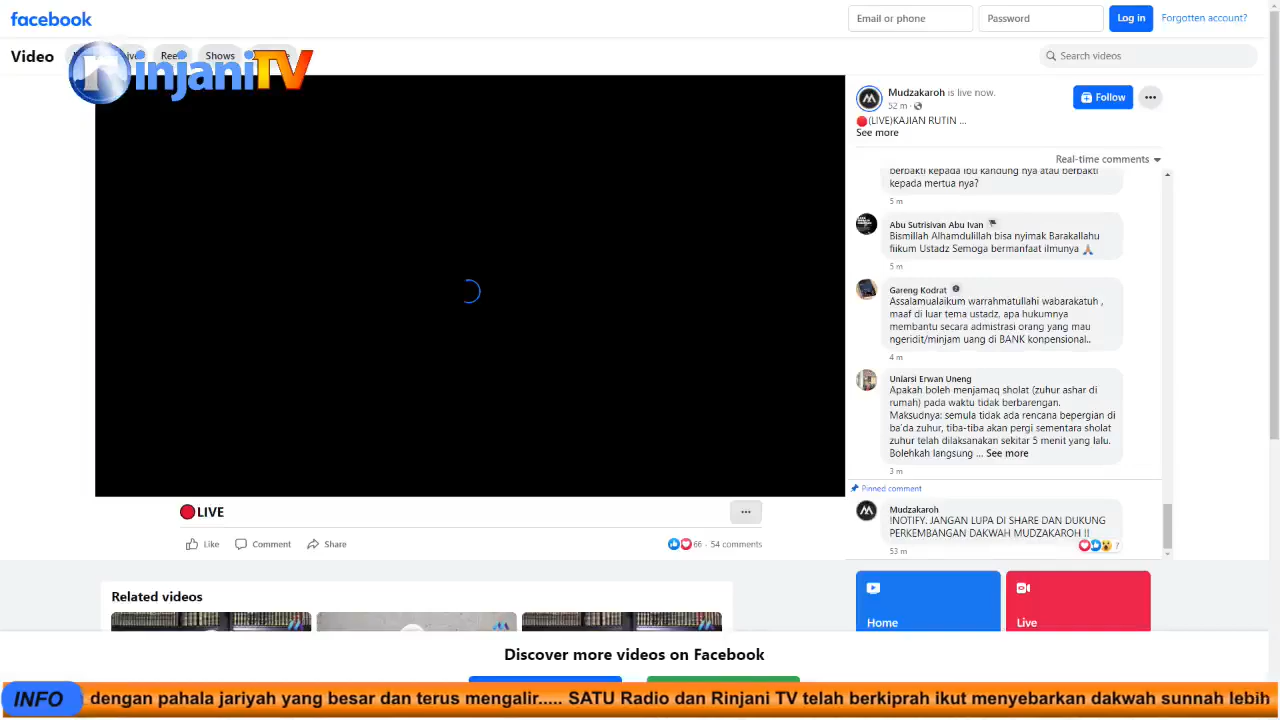 facebook
Email or phone
Password
Log in
Forgotten account?
Video
Live
Reels
Shows
Search videos
RinjaniTV
Mudzakaroh is live now.
52 m ·
Follow
🔴(LIVE)KAJIAN RUTIN ...
See more
Real-time comments
berbakti kepada ibu kandung nya atau berbakti
kepada mertua nya?
5 m
Abu Sutrisivan Abu Ivan
Bismillah Alhamdulillah bisa nyimak Barakallahu
fiikum Ustadz Semoga bermanfaat ilmunya 🙏
5 m
Gareng Kodrat
Assalamualaikum warrahmatullahi wabarakatuh ,
maaf di luar tema ustadz, apa hukumnya
membantu secara admistrasi orang yang mau
ngeridit/minjam uang di BANK konpensional..
4 m
Uniarsi Erwan Uneng
Apakah boleh menjamaq sholat (zuhur ashar di
rumah) pada waktu tidak berbarengan.
Maksudnya: semula tidak ada rencana bepergian di
ba'da zuhur, tiba-tiba akan pergi sementara sholat
zuhur telah dilaksanakan sekitar 5 menit yang lalu.
Bolehkah langsung ... See more
3 m
Pinned comment
Mudzakaroh
!NOTIFY. JANGAN LUPA DI SHARE DAN DUKUNG
PERKEMBANGAN DAKWAH MUDZAKAROH !!
7
53 m
🔴LIVE
Like
Comment
Share
66 · 54 comments
Related videos
Home
Live
Discover more videos on Facebook
INFO
dengan pahala jariyah yang besar dan terus mengalir..... SATU Radio dan Rinjani TV telah berkiprah ikut menyebarkan dakwah sunnah lebih